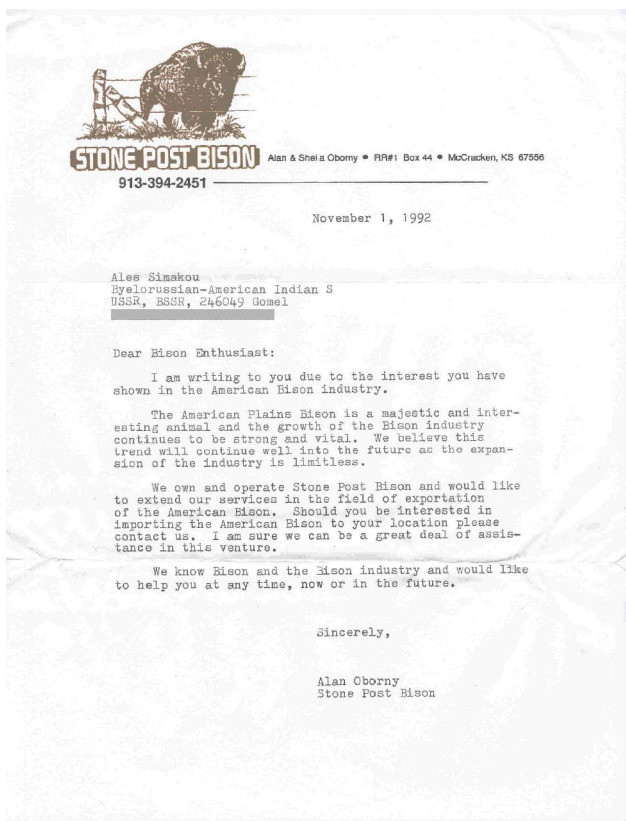 STONE POST BISON
Alan & Sheila Oborny • RR#1 Box 44 • McCracken, KS 67556
913-394-2451
November 1, 1992
Ales Simakou
Byelorussian-American Indian S
USSR, BSSR, 246049 Gomel
Dear Bison Enthusiast:
I am writing to you due to the interest you have
shown in the American Bison industry.
The American Plains Bison is a majestic and inter-
esting animal and the growth of the Bison industry
continues to be strong and vital. We believe this
trend will continue well into the future as the expan-
sion of the industry is limitless.
We own and operate Stone Post Bison and would like
to extend our services in the field of exportation
of the American Bison. Should you be interested in
importing the American Bison to your location please
contact us. I am sure we can be a great deal of assis-
tance in this venture.
We know Bison and the Bison industry and would like
to help you at any time, now or in the future.
Sincerely,
Alan Oborny
Stone Post Bison